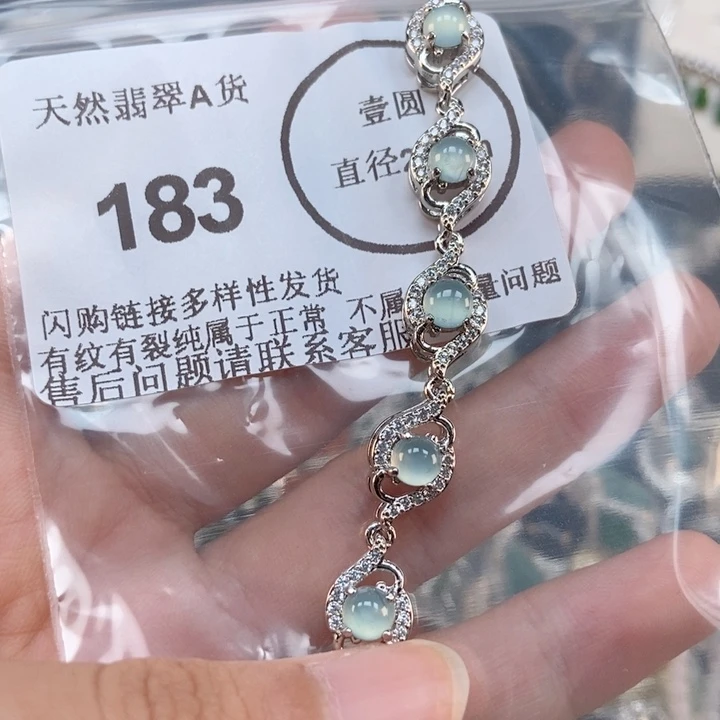 天然翡翠A货
壹圆
直径2
183
闪购链接多样性发货
有纹有裂纯属于正常 不属 量问题
售后问题请联系客服